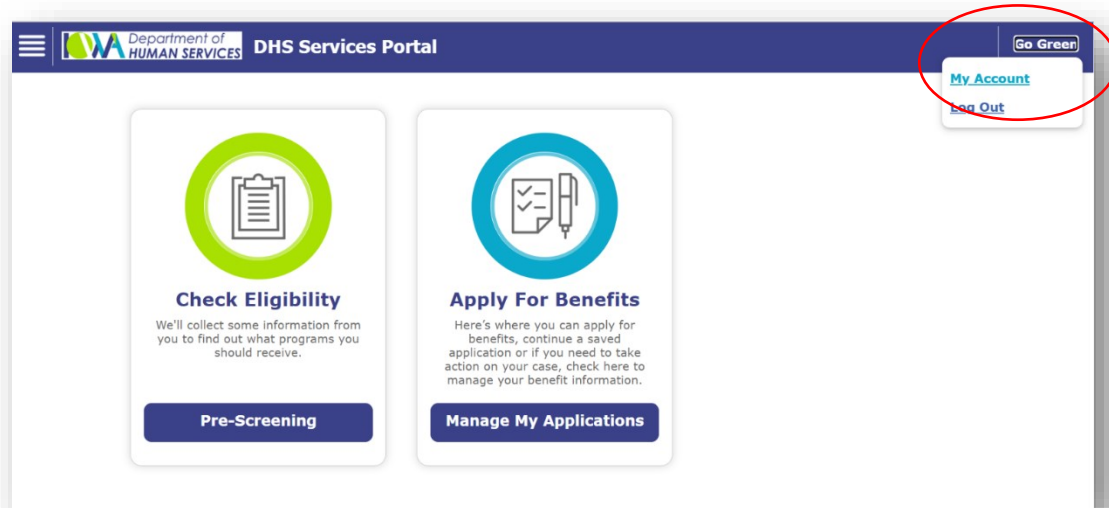 IOWA Department of HUMAN SERVICES DHS Services Portal Go Green
My Account
Log Out
Check Eligibility
We'll collect some information from
you to find out what programs you
should receive.
Pre-Screening
Apply For Benefits
Here's where you can apply for
benefits, continue a saved
application or if you need to take
action on your case, check here to
manage your benefit information.
Manage My Applications